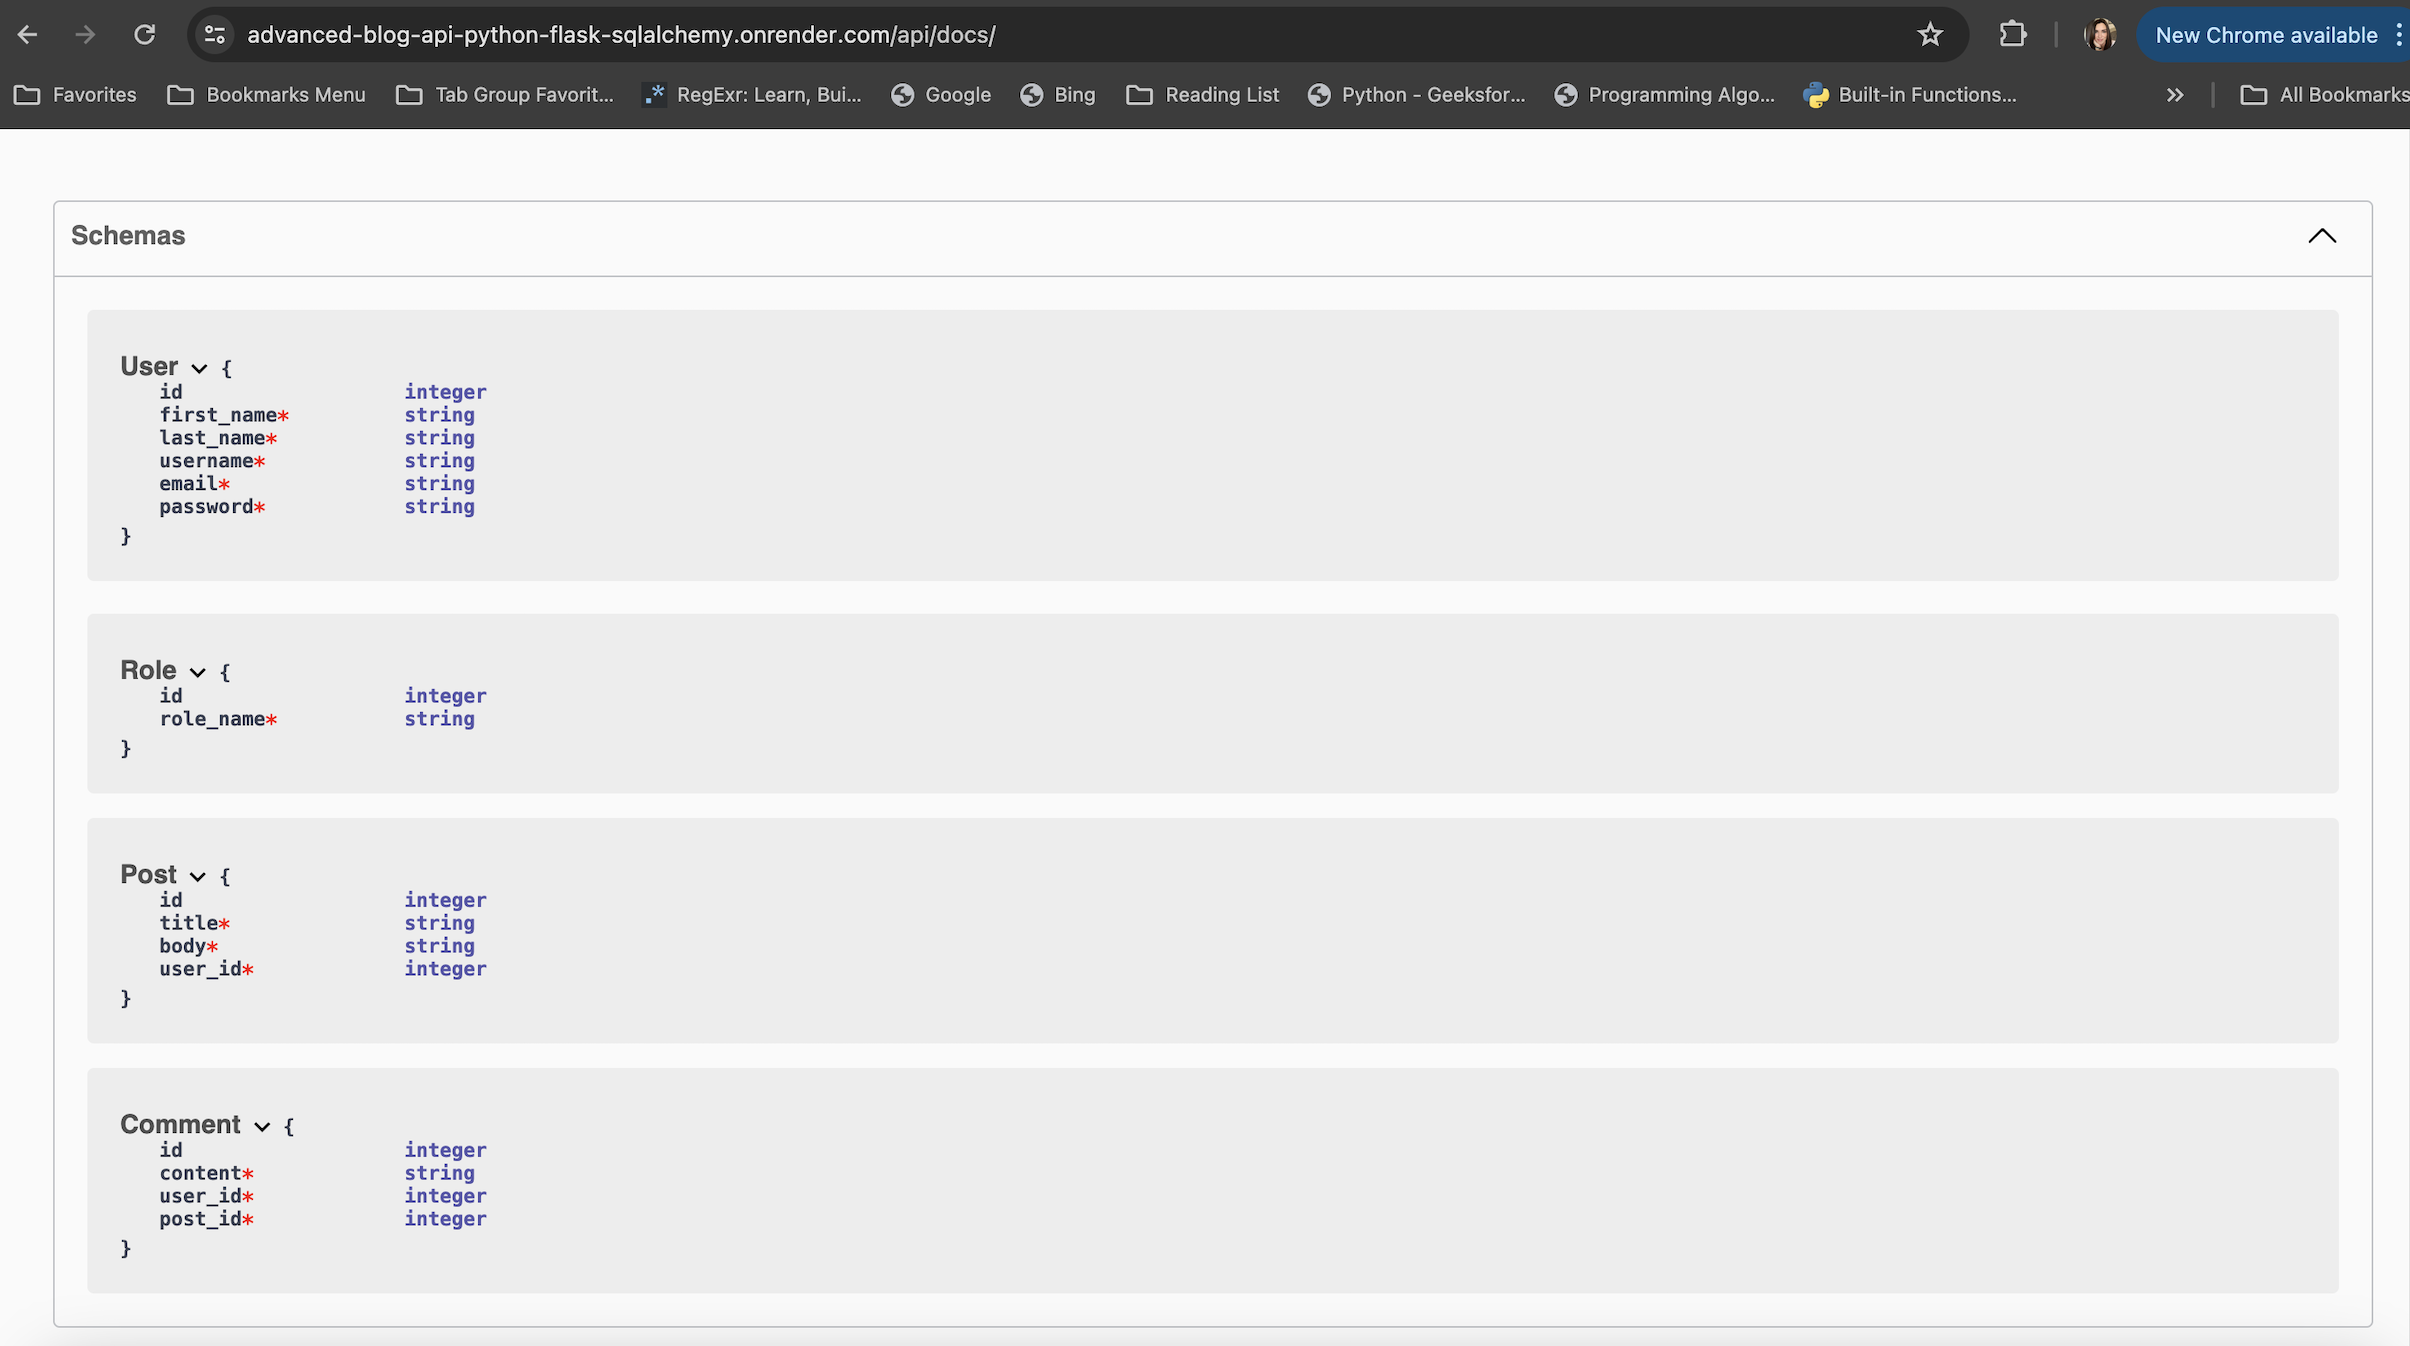 advanced-blog-api-python-flask-sqlalchemy.onrender.com/api/docs/
New Chrome available
Favorites Bookmarks Menu Tab Group Favorit... RegExr: Learn, Bui... Google Bing Reading List Python - Geeksfor... Programming Algo... Built-in Functions... » All Bookmarks
Schemas
User {
id integer
first_name* string
last_name* string
username* string
email* string
password* string
}
Role {
id integer
role_name* string
}
Post {
id integer
title* string
body* string
user_id* integer
}
Comment {
id integer
content* string
user_id* integer
post_id* integer
}